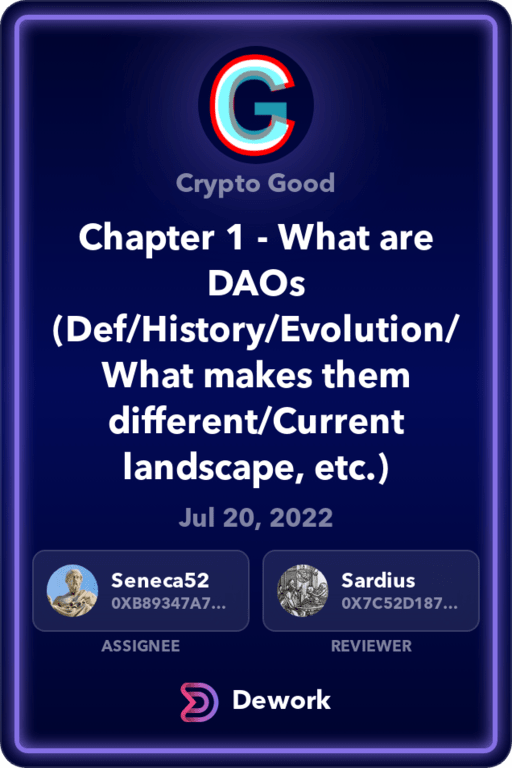 Crypto Good
Chapter 1 - What are
DAOs
(Def/History/Evolution/
What makes them
different/Current
landscape, etc.)
Jul 20, 2022
Seneca52
0XB89347A7...
Sardius
0X7C52D187...
ASSIGNEE
REVIEWER
Dework